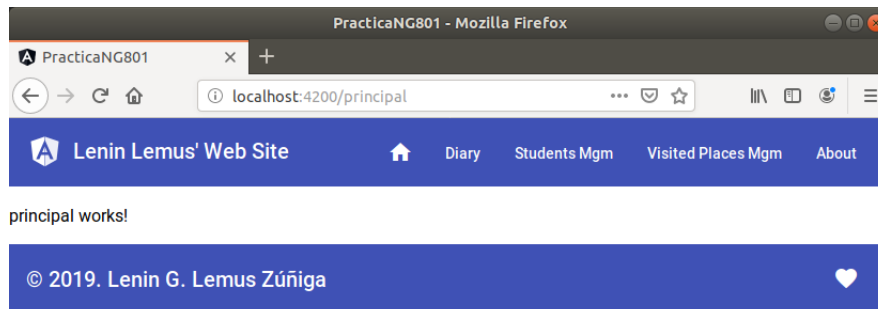 PracticaNG801 - Mozilla Firefox
PracticaNG801
localhost:4200/principal
Lenin Lemus' Web Site Diary Students Mgm Visited Places Mgm About
principal works!
© 2019. Lenin G. Lemus Zúñiga